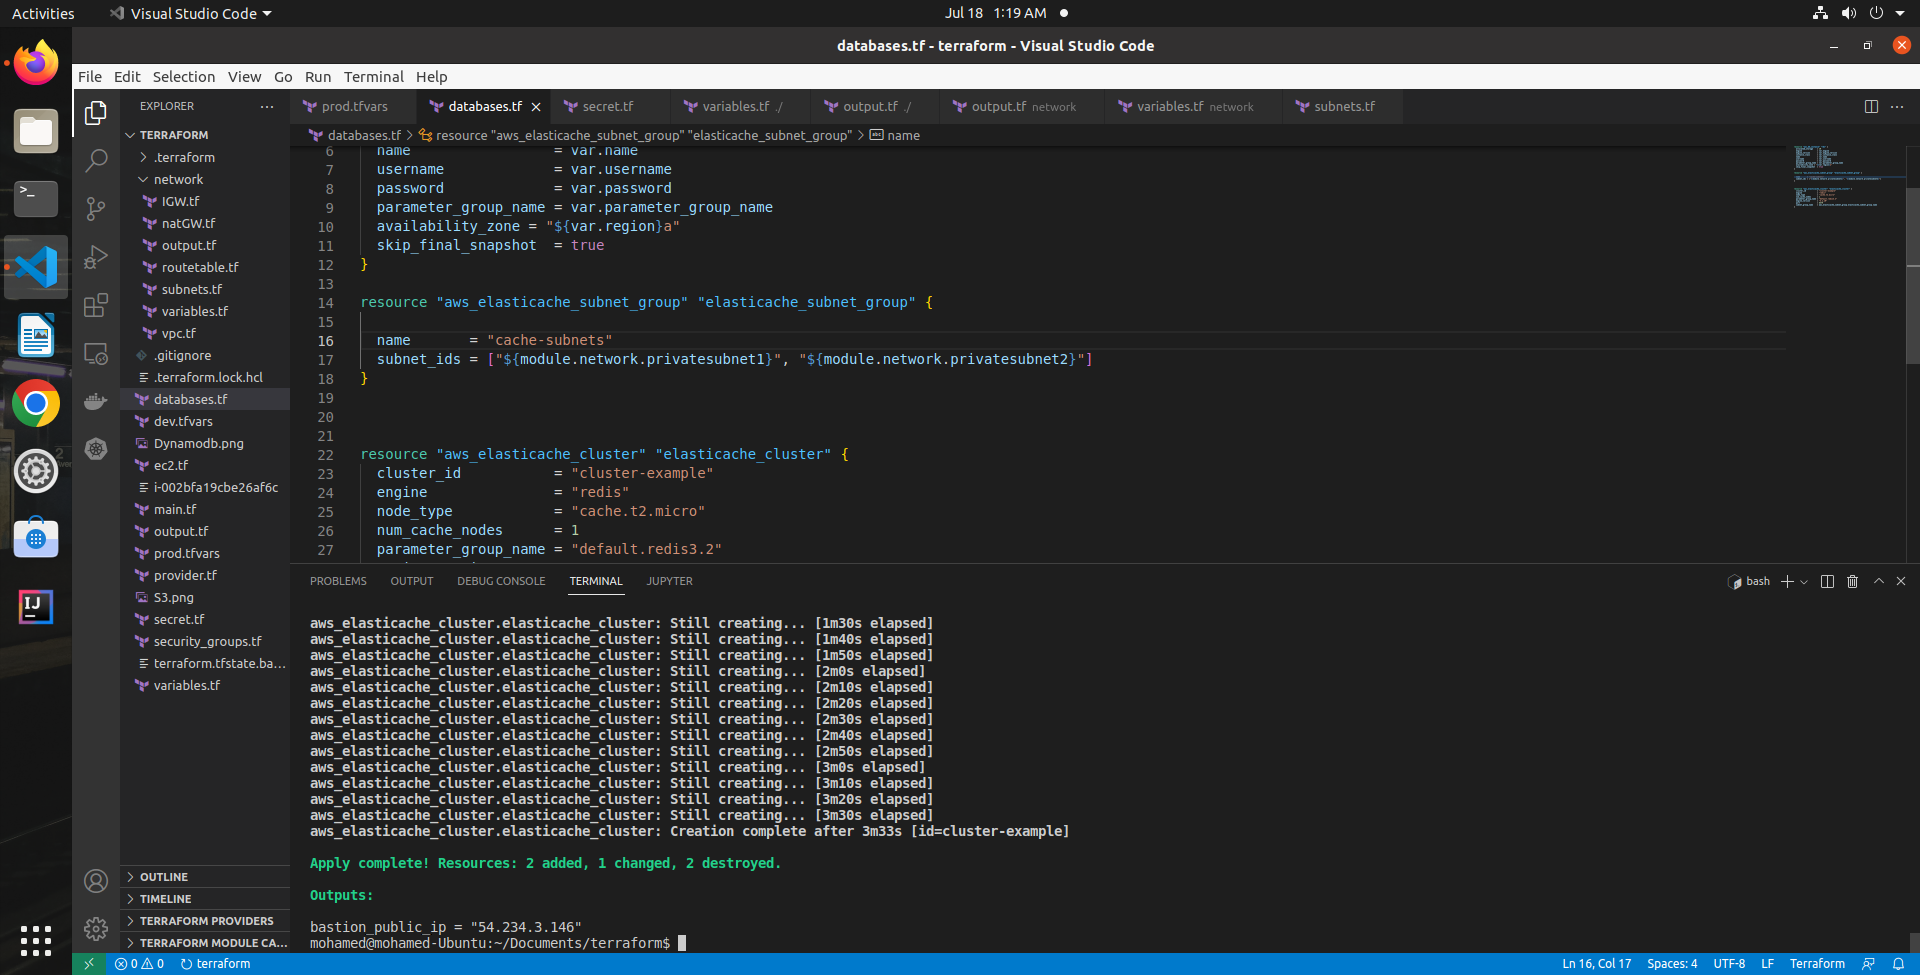 Activities
Visual Studio Code
Jul 18 1:19 AM
databases.tf - terraform - Visual Studio Code
File Edit Selection View Go Run Terminal Help
EXPLORER
TERRAFORM
.terraform
network
IGW.tf
natGW.tf
output.tf
routetable.tf
subnets.tf
variables.tf
vpc.tf
.gitignore
.terraform.lock.hcl
databases.tf
dev.tfvars
Dynamodb.png
ec2.tf
i-002bfa19cbe26af6c
main.tf
output.tf
prod.tfvars
provider.tf
S3.png
secret.tf
security_groups.tf
terraform.tfstate.ba...
variables.tf
OUTLINE
TIMELINE
TERRAFORM PROVIDERS
TERRAFORM MODULE CA...
prod.tfvars
databases.tf
secret.tf
variables.tf ./
output.tf ./
output.tf network
variables.tf network
subnets.tf
databases.tf > resource "aws_elasticache_subnet_group" "elasticache_subnet_group" > name
6 name = var.name
7 username = var.username
8 password = var.password
9 parameter_group_name = var.parameter_group_name
10 availability_zone = "${var.region}a"
11 skip_final_snapshot = true
12 }
13
14 resource "aws_elasticache_subnet_group" "elasticache_subnet_group" {
15
16 name = "cache-subnets"
17 subnet_ids = ["${module.network.privatesubnet1}", "${module.network.privatesubnet2}"]
18 }
19
20
21
22 resource "aws_elasticache_cluster" "elasticache_cluster" {
23 cluster_id = "cluster-example"
24 engine = "redis"
25 node_type = "cache.t2.micro"
26 num_cache_nodes = 1
27 parameter_group_name = "default.redis3.2"
PROBLEMS OUTPUT DEBUG CONSOLE TERMINAL JUPYTER
bash
aws_elasticache_cluster.elasticache_cluster: Still creating... [1m30s elapsed]
aws_elasticache_cluster.elasticache_cluster: Still creating... [1m40s elapsed]
aws_elasticache_cluster.elasticache_cluster: Still creating... [1m50s elapsed]
aws_elasticache_cluster.elasticache_cluster: Still creating... [2m0s elapsed]
aws_elasticache_cluster.elasticache_cluster: Still creating... [2m10s elapsed]
aws_elasticache_cluster.elasticache_cluster: Still creating... [2m20s elapsed]
aws_elasticache_cluster.elasticache_cluster: Still creating... [2m30s elapsed]
aws_elasticache_cluster.elasticache_cluster: Still creating... [2m40s elapsed]
aws_elasticache_cluster.elasticache_cluster: Still creating... [2m50s elapsed]
aws_elasticache_cluster.elasticache_cluster: Still creating... [3m0s elapsed]
aws_elasticache_cluster.elasticache_cluster: Still creating... [3m10s elapsed]
aws_elasticache_cluster.elasticache_cluster: Still creating... [3m20s elapsed]
aws_elasticache_cluster.elasticache_cluster: Still creating... [3m30s elapsed]
aws_elasticache_cluster.elasticache_cluster: Creation complete after 3m33s [id=cluster-example]
Apply complete! Resources: 2 added, 1 changed, 2 destroyed.
Outputs:
bastion_public_ip = "54.234.3.146"
mohamed@mohamed-Ubuntu:~/Documents/terraform$
0 0 terraform
Ln 16, Col 17 Spaces: 4 UTF-8 LF Terraform